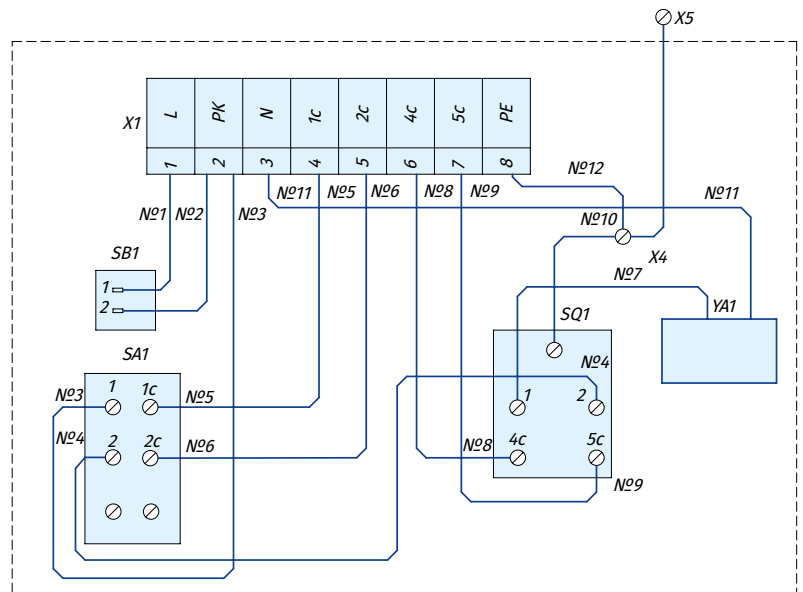 X5
X1
L PK N 1c 2c 4c 5c PE
1 2 3 4 5 6 7 8
№12
№1 №2 №3 №11 №5 №6 №8 №9 №11
№10
X4
SB1
1
2
№7
SQ1
YA1
SA1
№4
№3 1 1c №5
1 2
№4 2 2c №6
№8 4c 5c
№9